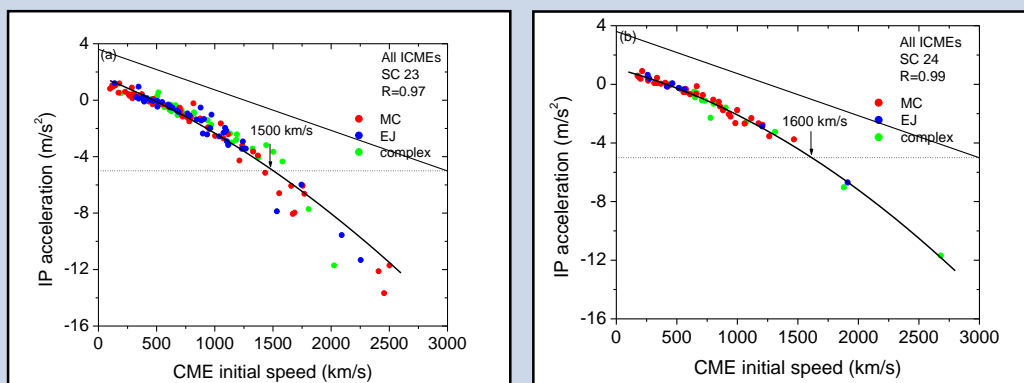 (a)
All ICMEs
SC 23
R=0.97
MC
EJ
complex
1500 km/s
4
0
-4
-8
-12
-16
0
500
1000
1500
2000
2500
3000
IP acceleration (m/s²)
CME initial speed (km/s)
(b)
All ICMEs
SC 24
R=0.99
MC
EJ
complex
1600 km/s
4
0
-4
-8
-12
-16
0
500
1000
1500
2000
2500
3000
IP acceleration (m/s²)
CME initial speed (km/s)